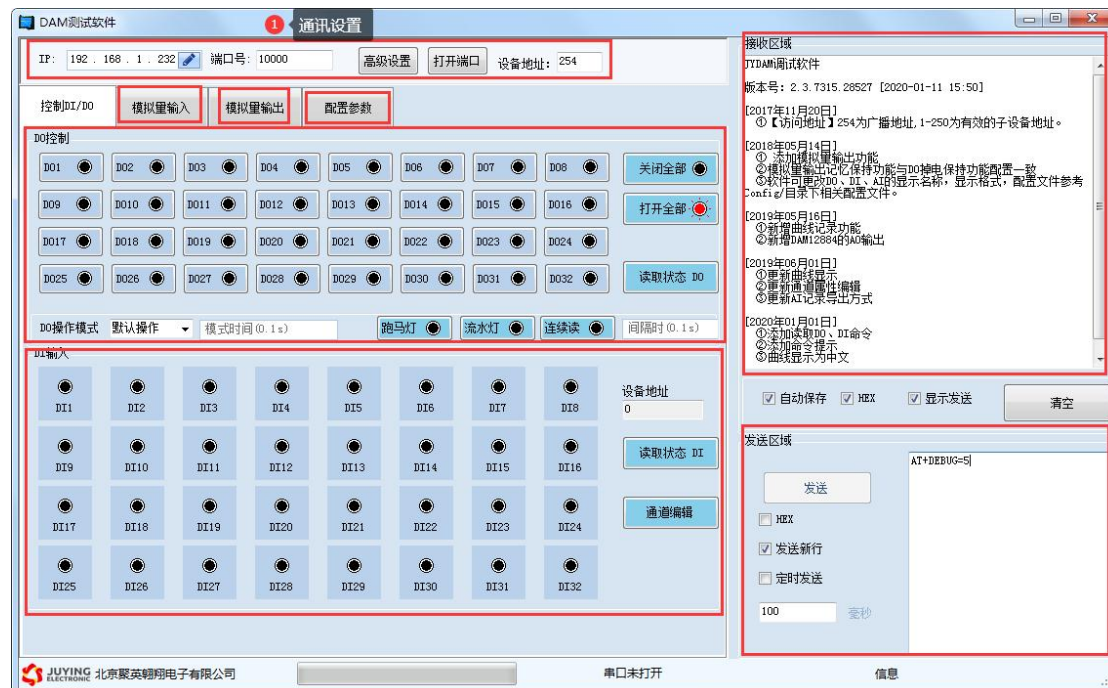 DAM测试软件
1 通讯设置
IP: 192 . 168 . 1 . 232 端口号: 10000 高级设置 打开端口 设备地址: 254
控制DI/DO 模拟量输入 模拟量输出 配置参数
DO控制
DO1 DO2 DO3 DO4 DO5 DO6 DO7 DO8 关闭全部
DO9 DO10 DO11 DO12 DO13 DO14 DO15 DO16 打开全部
DO17 DO18 DO19 DO20 DO21 DO22 DO23 DO24
DO25 DO26 DO27 DO28 DO29 DO30 DO31 DO32 读取状态 DO
DO操作模式 默认操作 模式时间(0.1s) 跑马灯 流水灯 连续读 间隔时(0.1s)
DI输入
DI1 DI2 DI3 DI4 DI5 DI6 DI7 DI8
设备地址
0
DI9 DI10 DI11 DI12 DI13 DI14 DI15 DI16 读取状态 DI
DI17 DI18 DI19 DI20 DI21 DI22 DI23 DI24 通道编辑
DI25 DI26 DI27 DI28 DI29 DI30 DI31 DI32
接收区域
JYDAM调试软件
版本号: 2.3.7315.28527 [2020-01-11 15:50]
[2017年11月20日]
①【访问地址】254为广播地址,1-250为有效的子设备地址。
[2018年05月14日]
① 添加模拟量输出功能
②模拟量输出记忆保持功能与DO掉电保持功能配置一致
③软件可更改DO、DI、AI的显示名称,显示格式,配置文件参考
Config/目录下相关配置文件。
[2019年05月16日]
①新增曲线记录功能
②新增DAM12884的AO输出
[2019年06月01日]
①更新曲线显示
②更新通道属性编辑
③更新AI记录导出方式
[2020年01月01日]
①添加读取DO、DI命令
②添加命令提示
③曲线显示为中文
自动保存 HEX 显示发送 清空
发送区域
AT+DEBUG=5
发送
HEX
发送新行
定时发送
100 毫秒
JUYING ELECTRONIC 北京聚英翱翔电子有限公司 串口未打开 信息